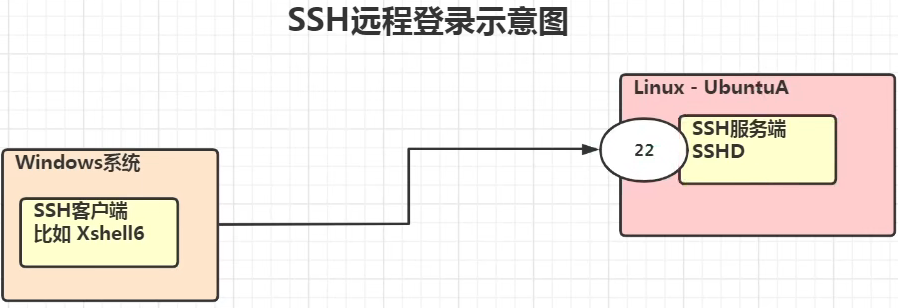 SSH远程登录示意图
Linux - UbuntuA
SSH服务端
SSHD
22
Windows系统
SSH客户端
比如 Xshell6